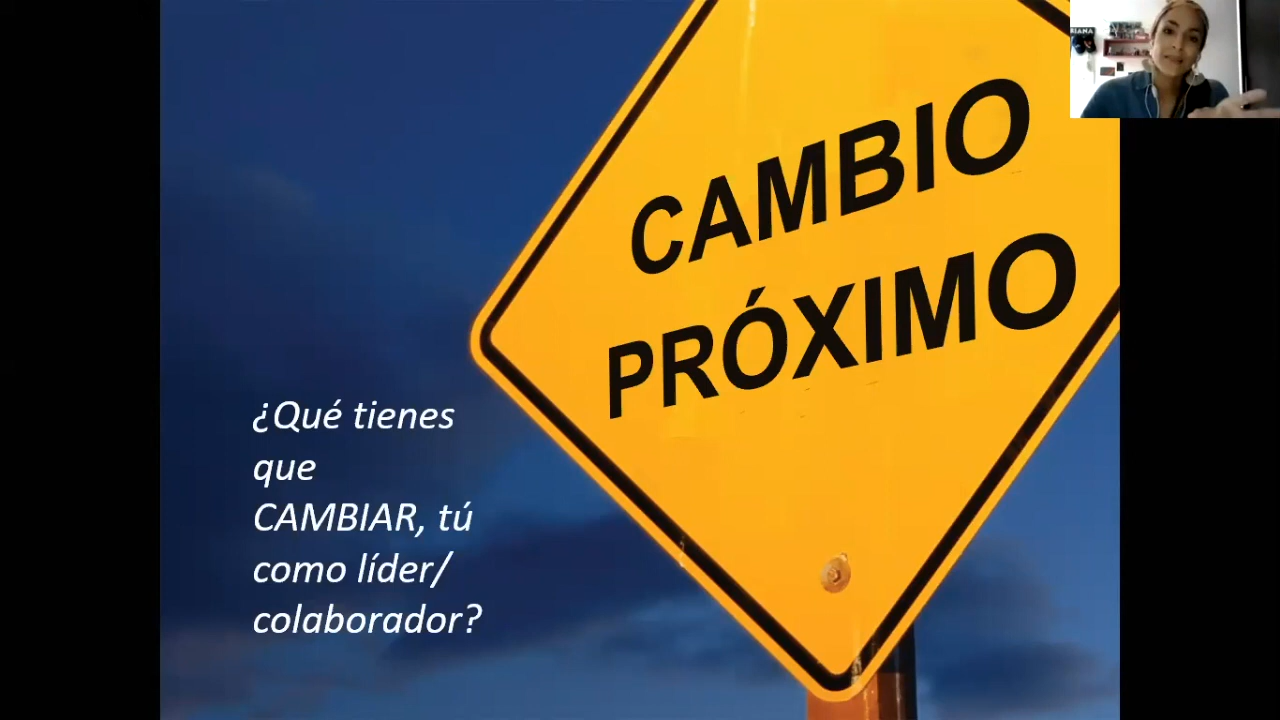 CAMBIO
PRÓXIMO
¿Qué tienes
que
CAMBIAR, tú
como líder/
colaborador?